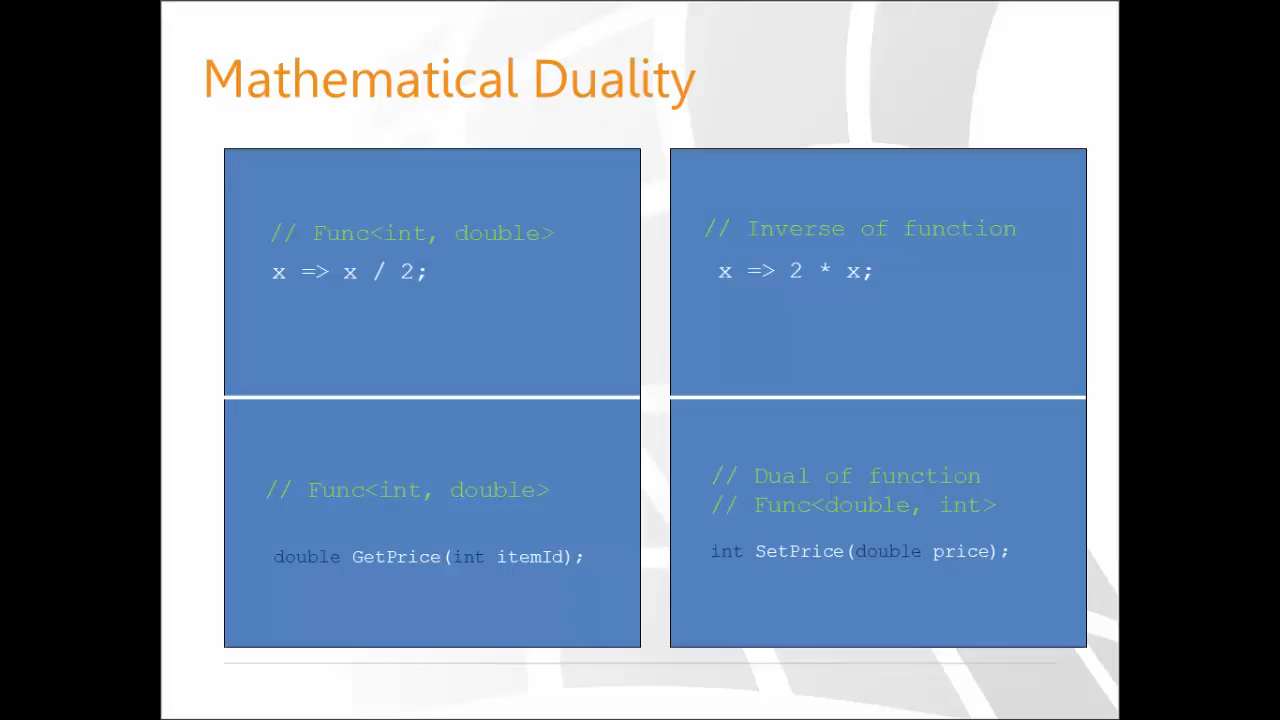 Mathematical Duality
// Func<int, double>
x => x / 2;
// Inverse of function
x => 2 * x;
// Func<int, double>
double GetPrice(int itemId);
// Dual of function
// Func<double, int>
int SetPrice(double price);